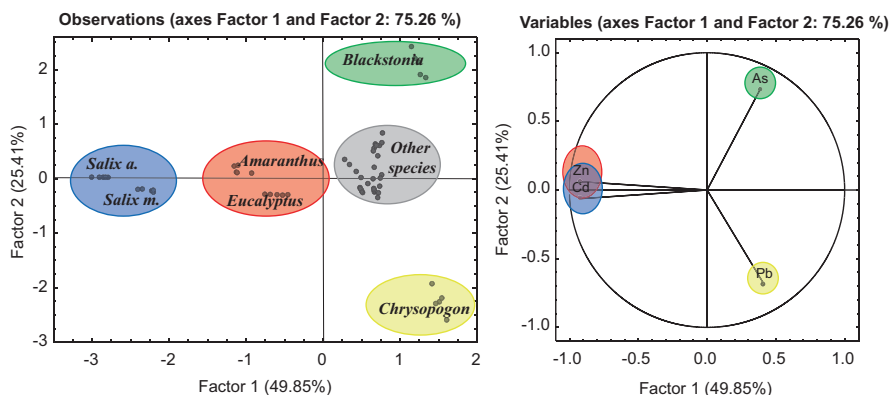 Observations (axes Factor 1 and Factor 2: 75.26 %)
Blackstonia
Salix a.
Salix m.
Amaranthus
Eucalyptus
Other
species
Chrysopogon
Factor 2 (25.41%)
2
1
0
-1
-2
-3
-3
-2
-1
0
1
2
Factor 1 (49.85%)
Variables (axes Factor 1 and Factor 2: 75.26 %)
As
Zn
Cd
Pb
Factor 2 (25.41%)
1.0
0.5
0.0
-0.5
-1.0
-1.0
-0.5
0.0
0.5
1.0
Factor 1 (49.85%)